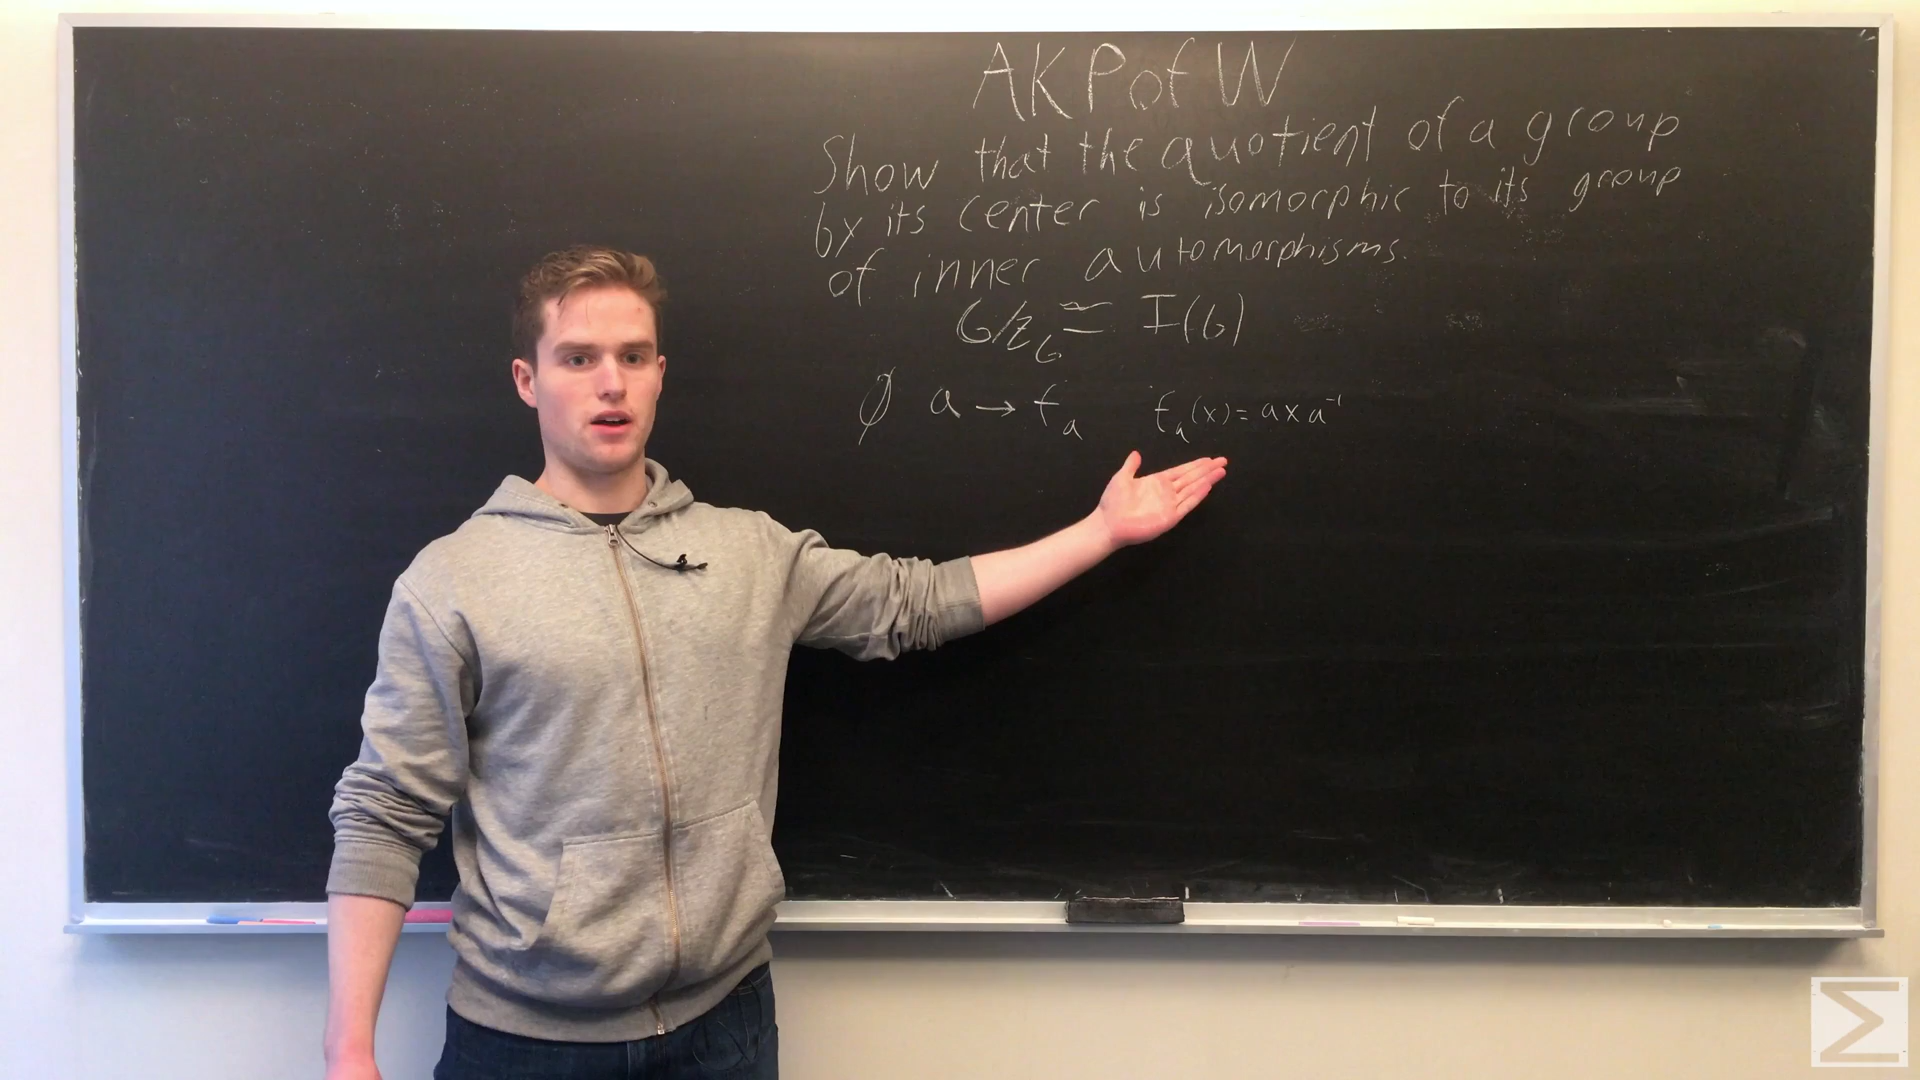 AKPofW
Show that the quotient of a group
by its center is isomorphic to its group
of inner automorphisms.
G/Z_G ≅ I(G)
φ a → f_a f_a(x) = axa⁻¹
Σ